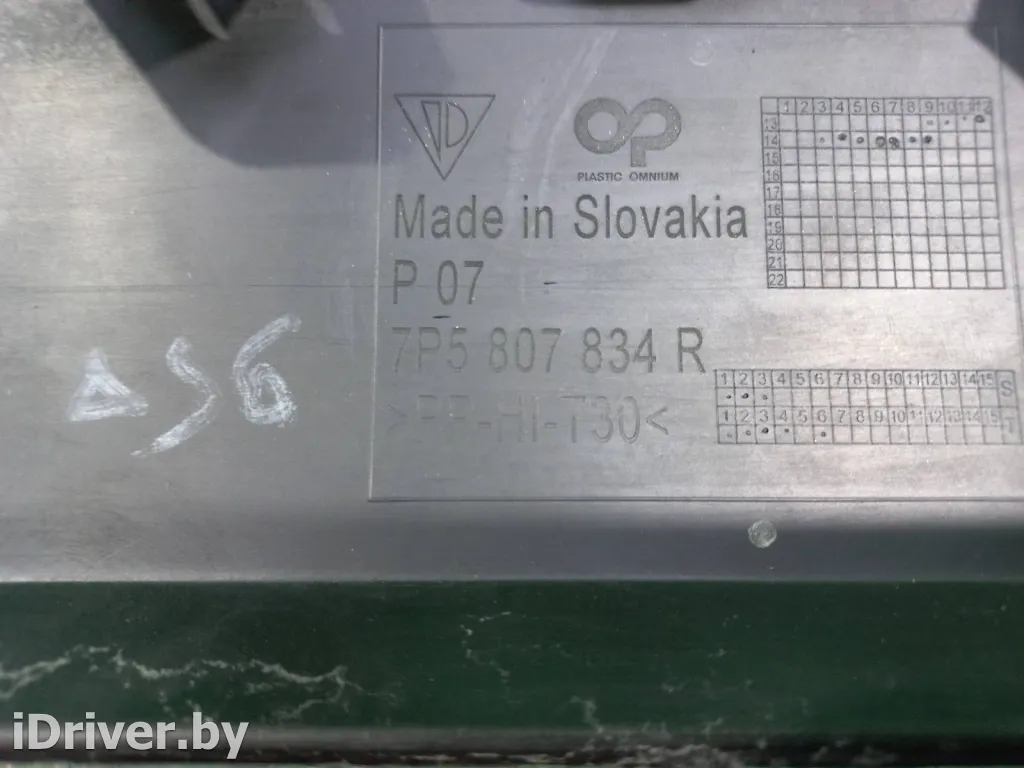 PLASTIC OMNIUM
Made in Slovakia
P 07
7P5 807 834 R
>PP-HI-T30<
1 2 3 4 5 6 7 8 9 10 11 12
13
14
15
16
17
18
19
20
21
22
1 2 3 4 5 6 7 8 9 10 11 12 13 14 15 S
1 2 3 4 5 6 7 8 9 10 11 12 13 14 15 T
iDriver.by